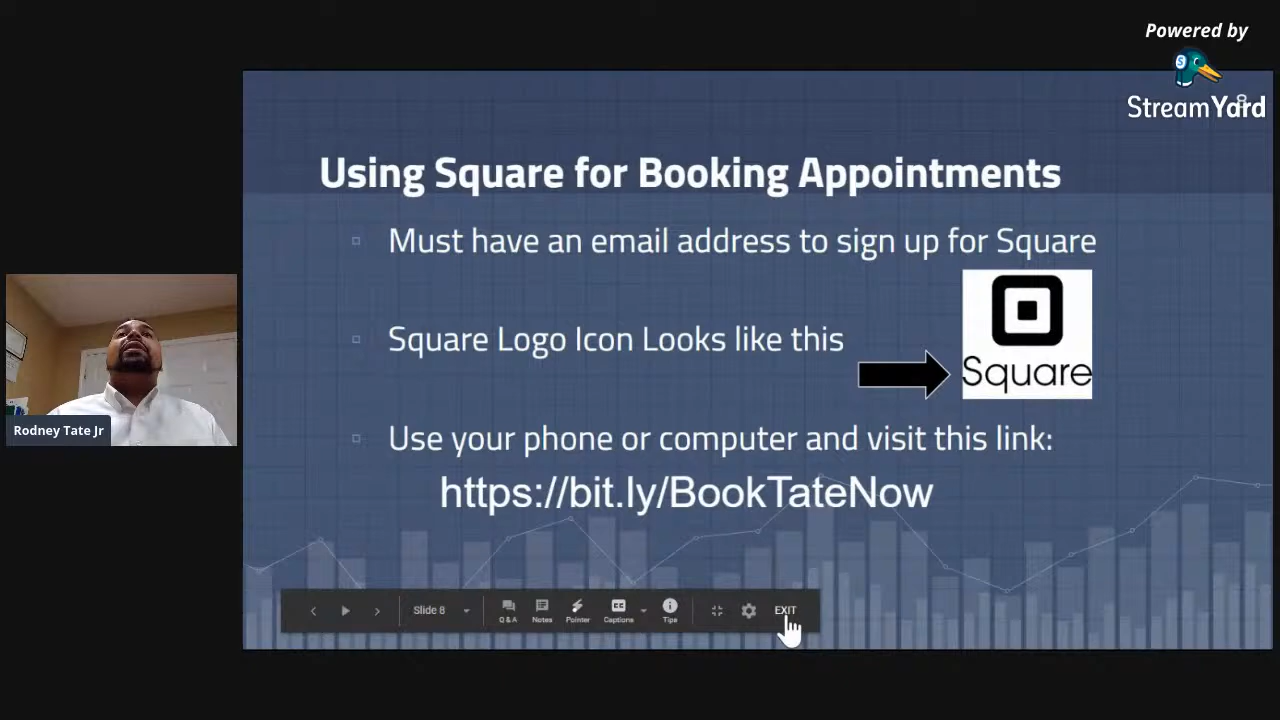 Powered by
StreamYard
8
Using Square for Booking Appointments
Must have an email address to sign up for Square
Square Logo Icon Looks like this
Square
Use your phone or computer and visit this link:
https://bit.ly/BookTateNow
Rodney Tate Jr
Slide 8
Q & A
Notes
Pointer
Captions
Tips
EXIT